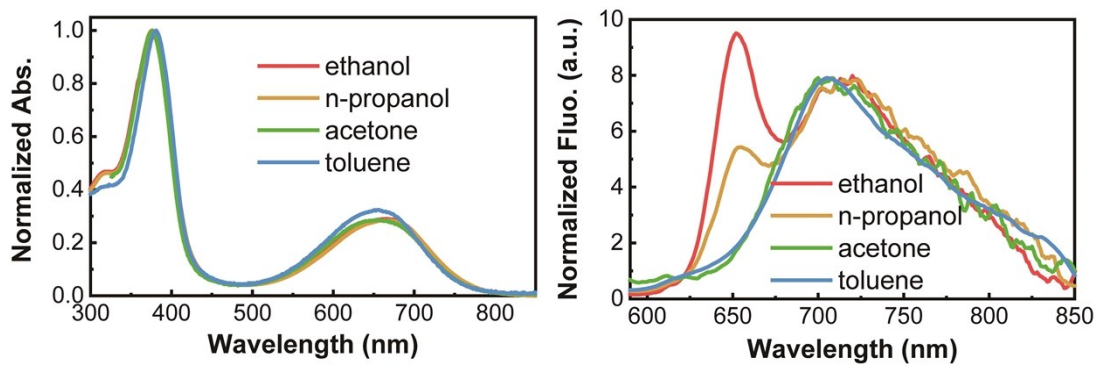 Normalized Abs.
1.0
0.8
0.6
0.4
0.2
0.0
ethanol
n-propanol
acetone
toluene
300 400 500 600 700 800
Wavelength (nm)
Normalized Fluo. (a.u.)
10
8
6
4
2
0
ethanol
n-propanol
acetone
toluene
600 650 700 750 800 850
Wavelength (nm)